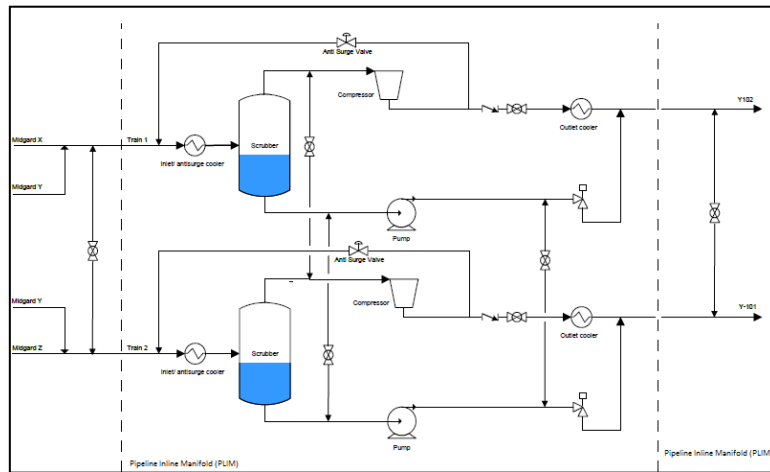 Anti Surge Valve
Compressor
Y102
Midgard X
Train 1
Scrubber
Outlet cooler
Inlet/ antisurge cooler
Midgard Y
Pump
Anti Surge Valve
Compressor
Midgard Y
Y-101
Scrubber
Outlet cooler
Midgard Z
Train 2
Inlet/ antisurge cooler
Pump
Pipeline Inline Manifold (PLIM)
Pipeline Inline Manifold (PLIM